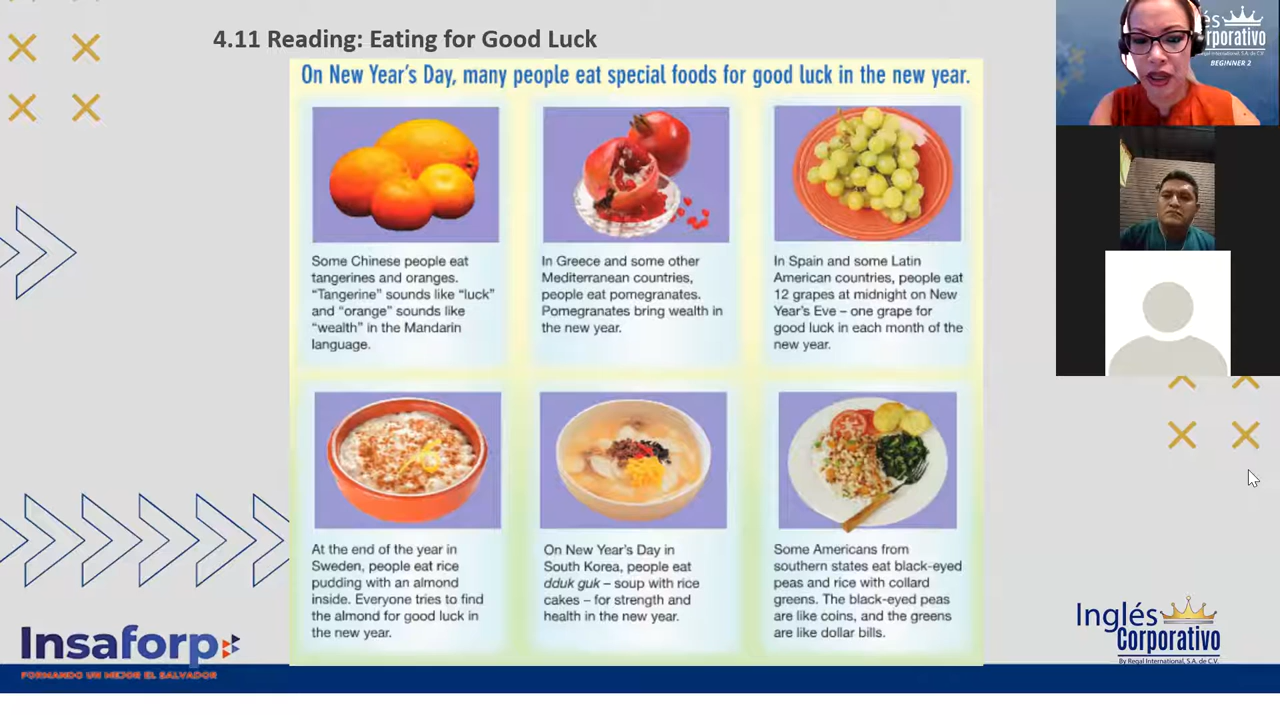 4.11 Reading: Eating for Good Luck
On New Year's Day, many people eat special foods for good luck in the new year.
Some Chinese people eat
tangerines and oranges.
“Tangerine” sounds like “luck”
and “orange” sounds like
“wealth” in the Mandarin
language.
In Greece and some other
Mediterranean countries,
people eat pomegranates.
Pomegranates bring wealth in
the new year.
In Spain and some Latin
American countries, people eat
12 grapes at midnight on New
Year's Eve – one grape for
good luck in each month of the
new year.
At the end of the year in
Sweden, people eat rice
pudding with an almond
inside. Everyone tries to find
the almond for good luck in
the new year.
On New Year's Day in
South Korea, people eat
dduk guk – soup with rice
cakes – for strength and
health in the new year.
Some Americans from
southern states eat black-eyed
peas and rice with collard
greens. The black-eyed peas
are like coins, and the greens
are like dollar bills.
Insaforp
FORMANDO UN MEJOR EL SALVADOR
Inglés
Corporativo
By Regal International, S.A. de C.V.
BEGINNER 2